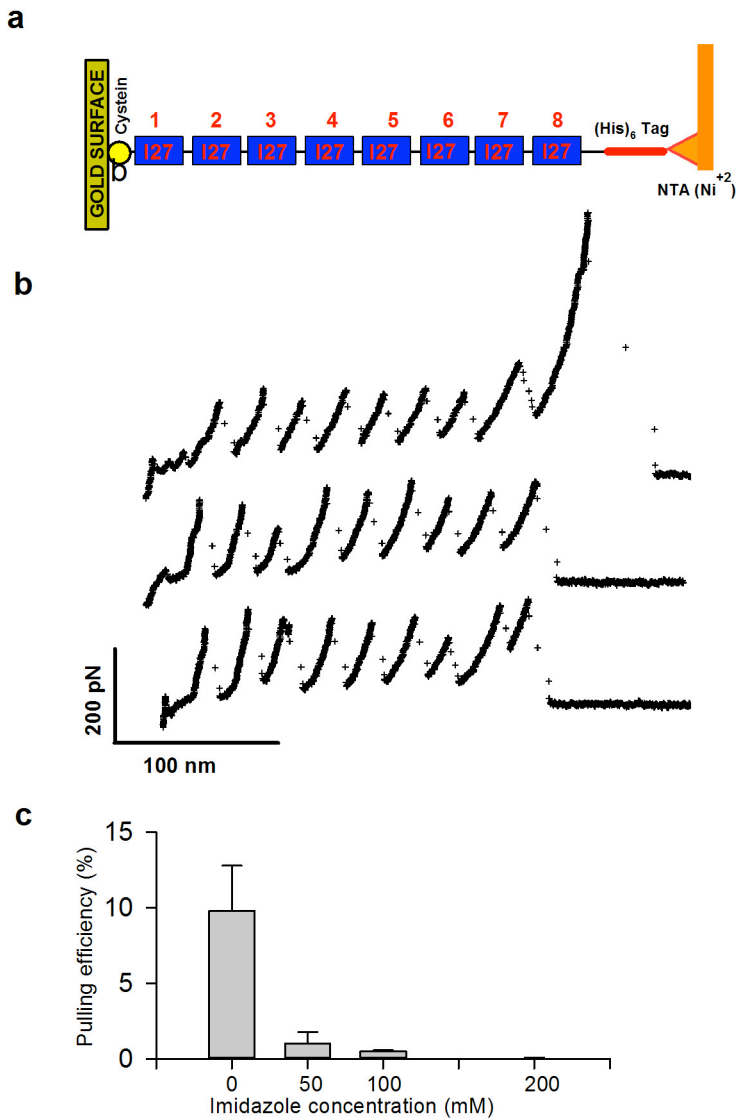 a
GOLD SURFACE
Cystein
b
1 2 3 4 5 6 7 8
I27 I27 I27 I27 I27 I27 I27 I27
(His)6 Tag
NTA (Ni+2)
b
200 pN
100 nm
c
Pulling efficiency (%)
15
10
5
0
0 50 100 200
Imidazole concentration (mM)